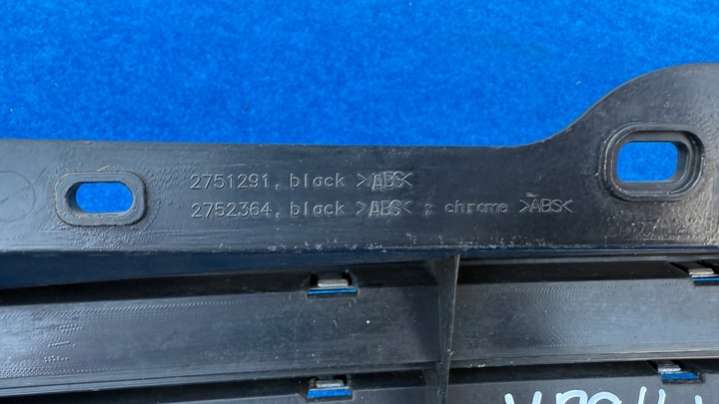 2751291, black >ABS<
2752364, black >ABS< ; chrome >ABS<